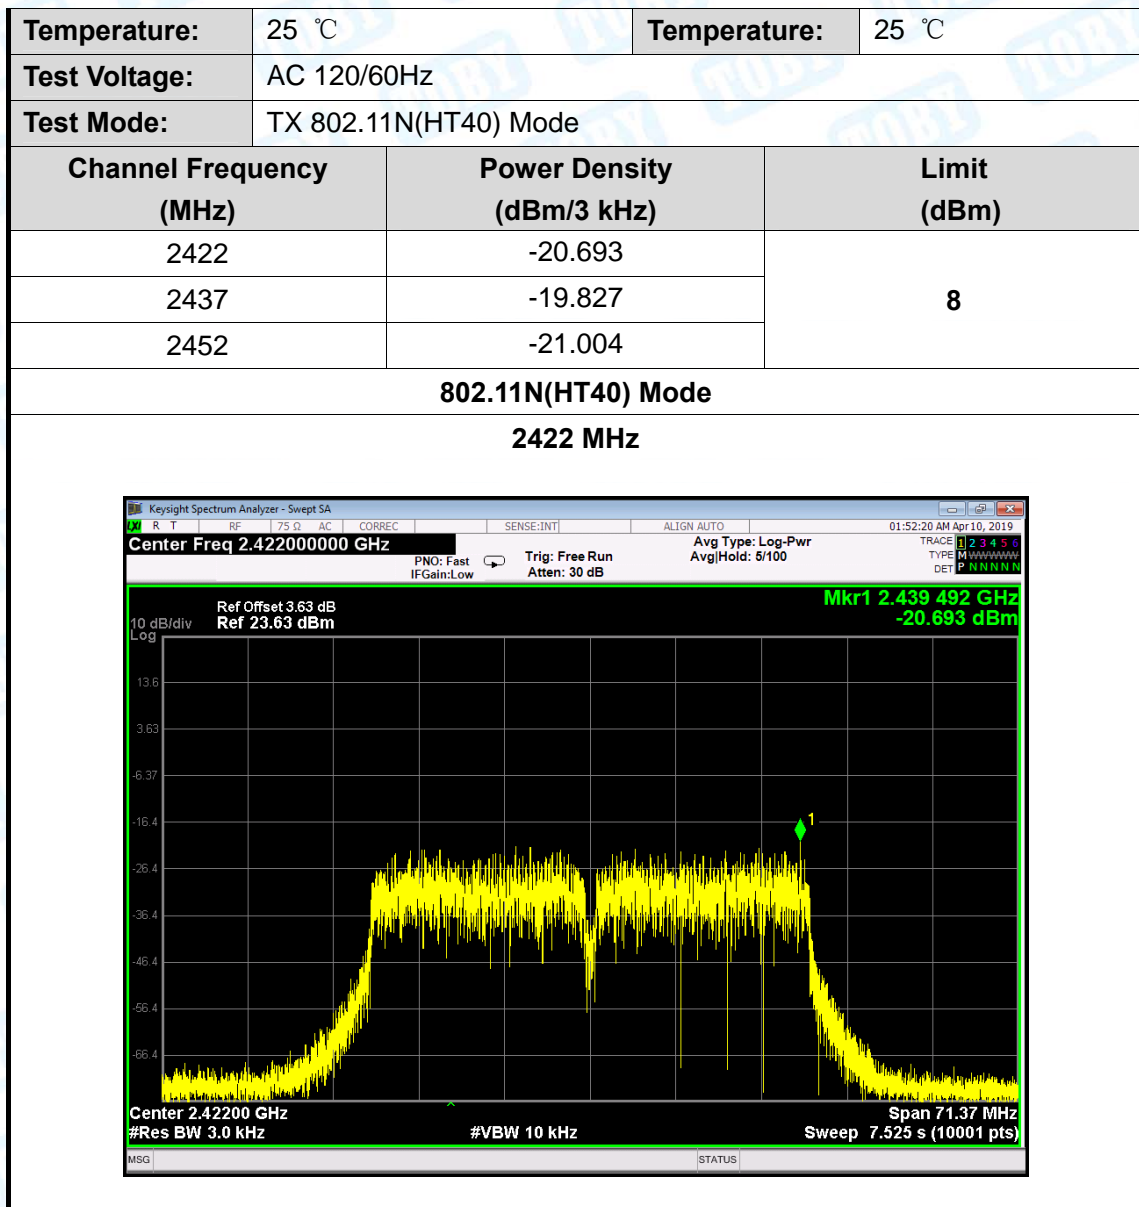 Temperature: 25 ℃ Temperature: 25 ℃
Test Voltage: AC 120/60Hz
Test Mode: TX 802.11N(HT40) Mode
Channel Frequency Power Density Limit
(MHz) (dBm/3 kHz) (dBm)
2422 -20.693
2437 -19.827 8
2452 -21.004
802.11N(HT40) Mode
2422 MHz
Keysight Spectrum Analyzer - Swept SA
LXI R T RF 75 Ω AC CORREC SENSE:INT ALIGN AUTO 01:52:20 AM Apr 10, 2019
Center Freq 2.422000000 GHz Avg Type: Log-Pwr TRACE 1 2 3 4 5 6
PNO: Fast Trig: Free Run Avg|Hold: 5/100 TYPE M WWWWW
IFGain:Low Atten: 30 dB DET P N N N N N
Mkr1 2.439 492 GHz
Ref Offset 3.63 dB
10 dB/div Ref 23.63 dBm -20.693 dBm
Log
13.6
3.63
-6.37
1
-16.4
-26.4
-36.4
-46.4
-56.4
-66.4
Center 2.42200 GHz Span 71.37 MHz
#Res BW 3.0 kHz #VBW 10 kHz Sweep 7.525 s (10001 pts)
MSG STATUS
TOBY